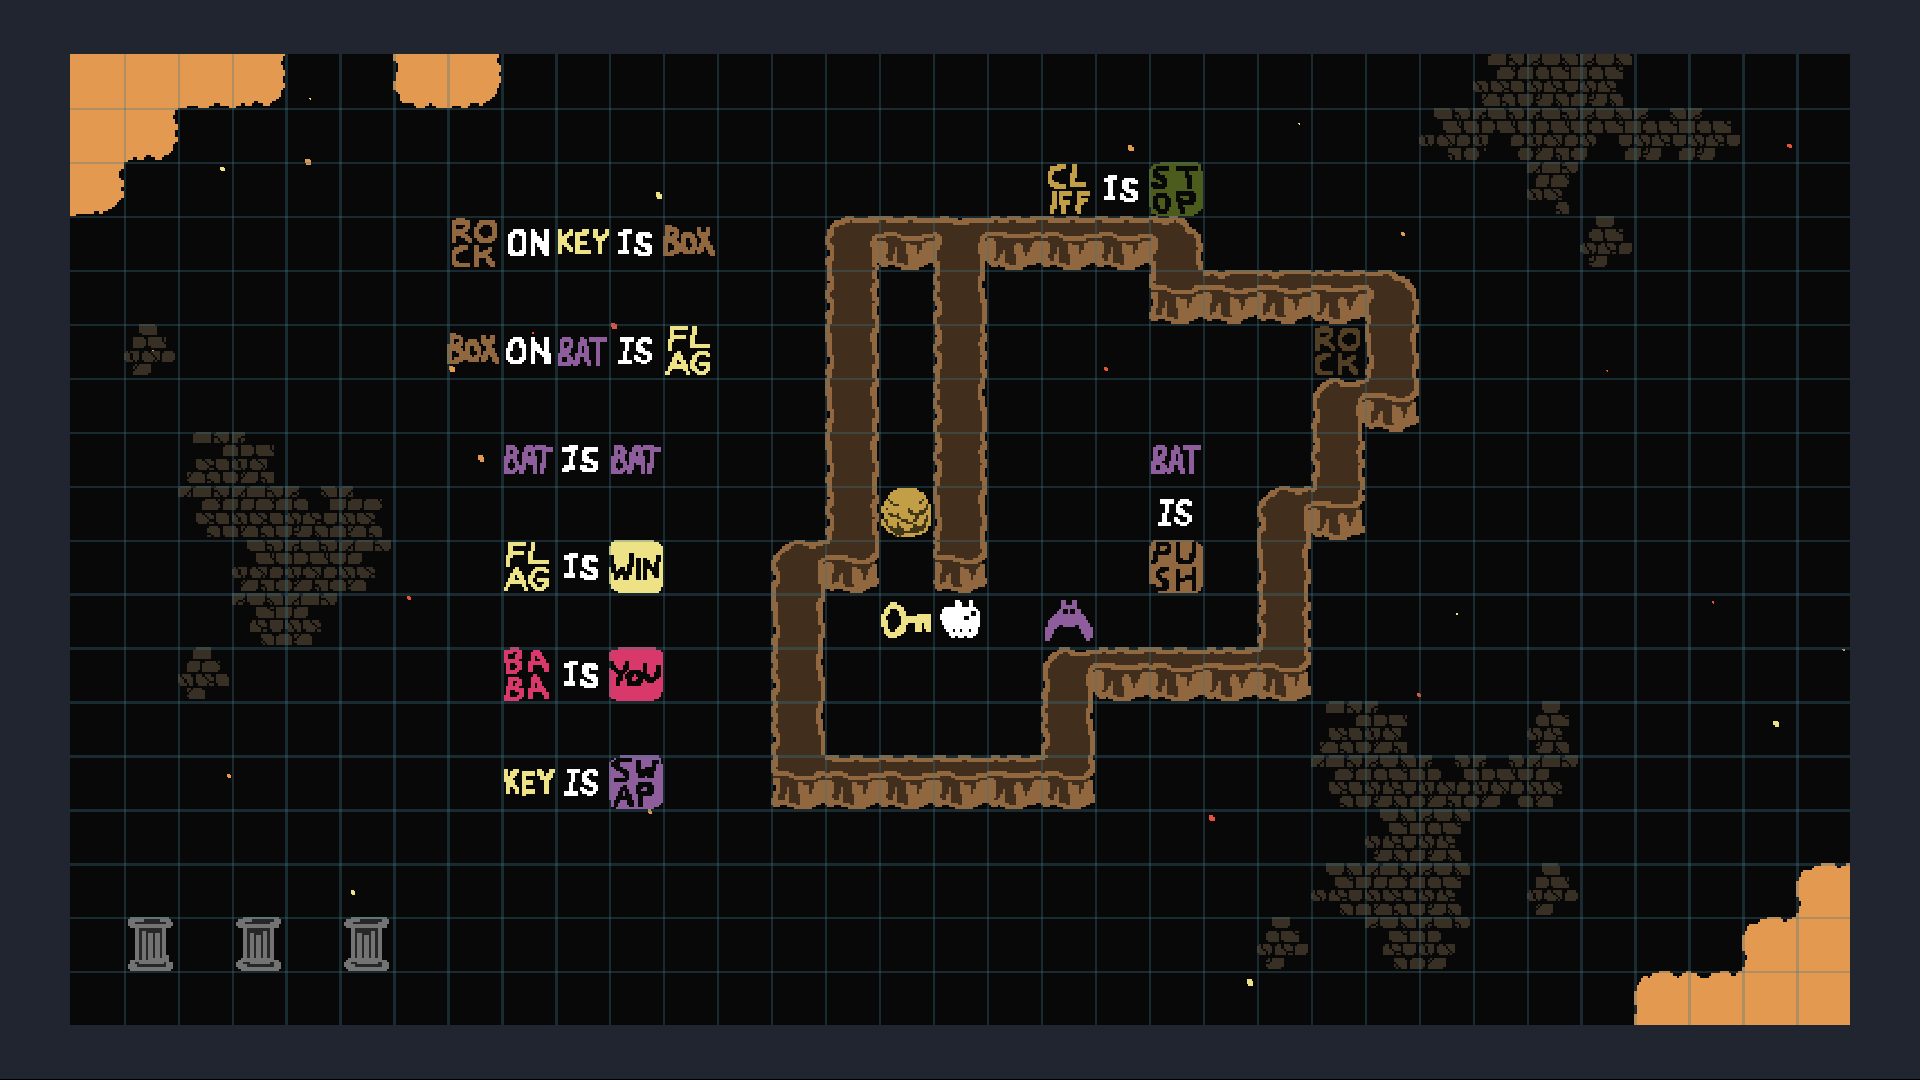 CLIFF IS STOP
ROCK ON KEY IS BOX
BOX ON BAT IS FLAG
ROCK
BAT IS BAT
BAT
IS
PUSH
FLAG IS WIN
BABA IS YOU
KEY IS SWAP